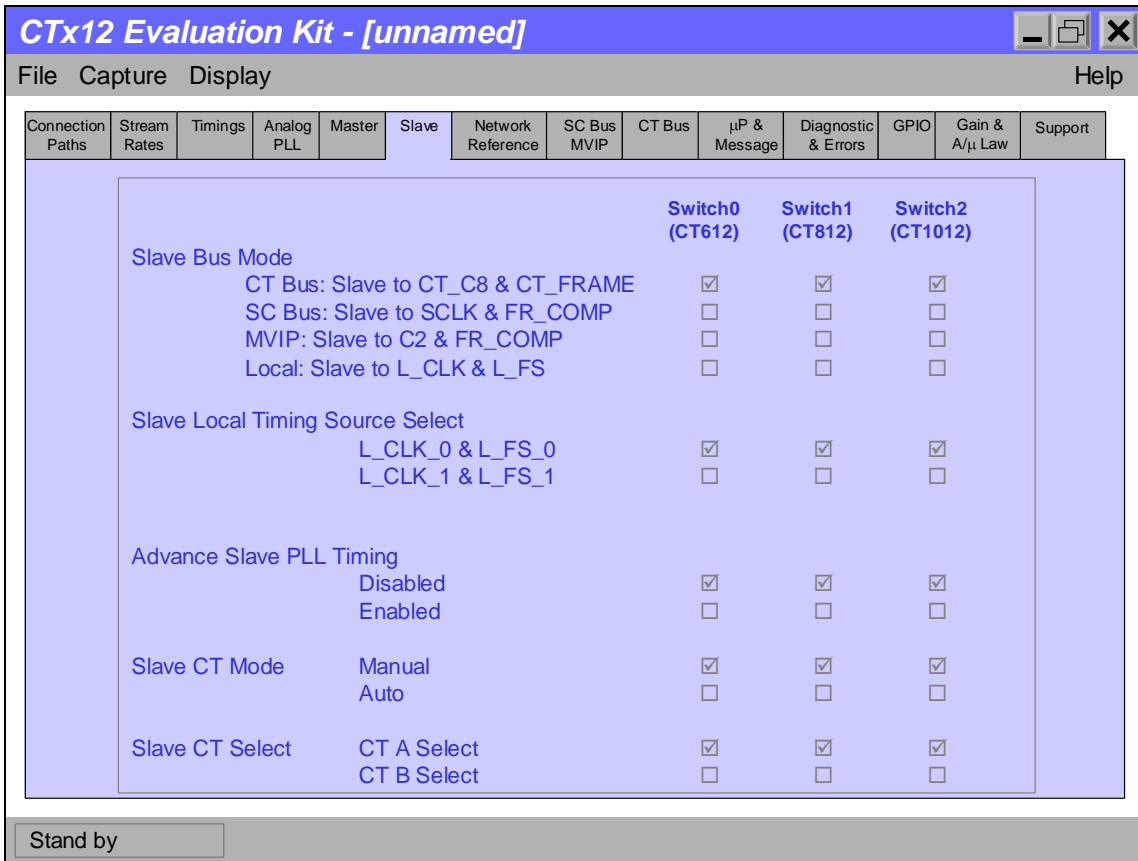 CTx12 Evaluation Kit - [unnamed]
File Capture Display Help
Connection Paths Stream Rates Timings Analog PLL Master Slave Network Reference SC Bus MVIP CT Bus μP & Message Diagnostic & Errors GPIO Gain & A/μ Law Support
Switch0 Switch1 Switch2
(CT612) (CT812) (CT1012)
Slave Bus Mode
CT Bus: Slave to CT_C8 & CT_FRAME
SC Bus: Slave to SCLK & FR_COMP
MVIP: Slave to C2 & FR_COMP
Local: Slave to L_CLK & L_FS
Slave Local Timing Source Select
L_CLK_0 & L_FS_0
L_CLK_1 & L_FS_1
Advance Slave PLL Timing
Disabled
Enabled
Slave CT Mode Manual
Auto
Slave CT Select CT A Select
CT B Select
Stand by